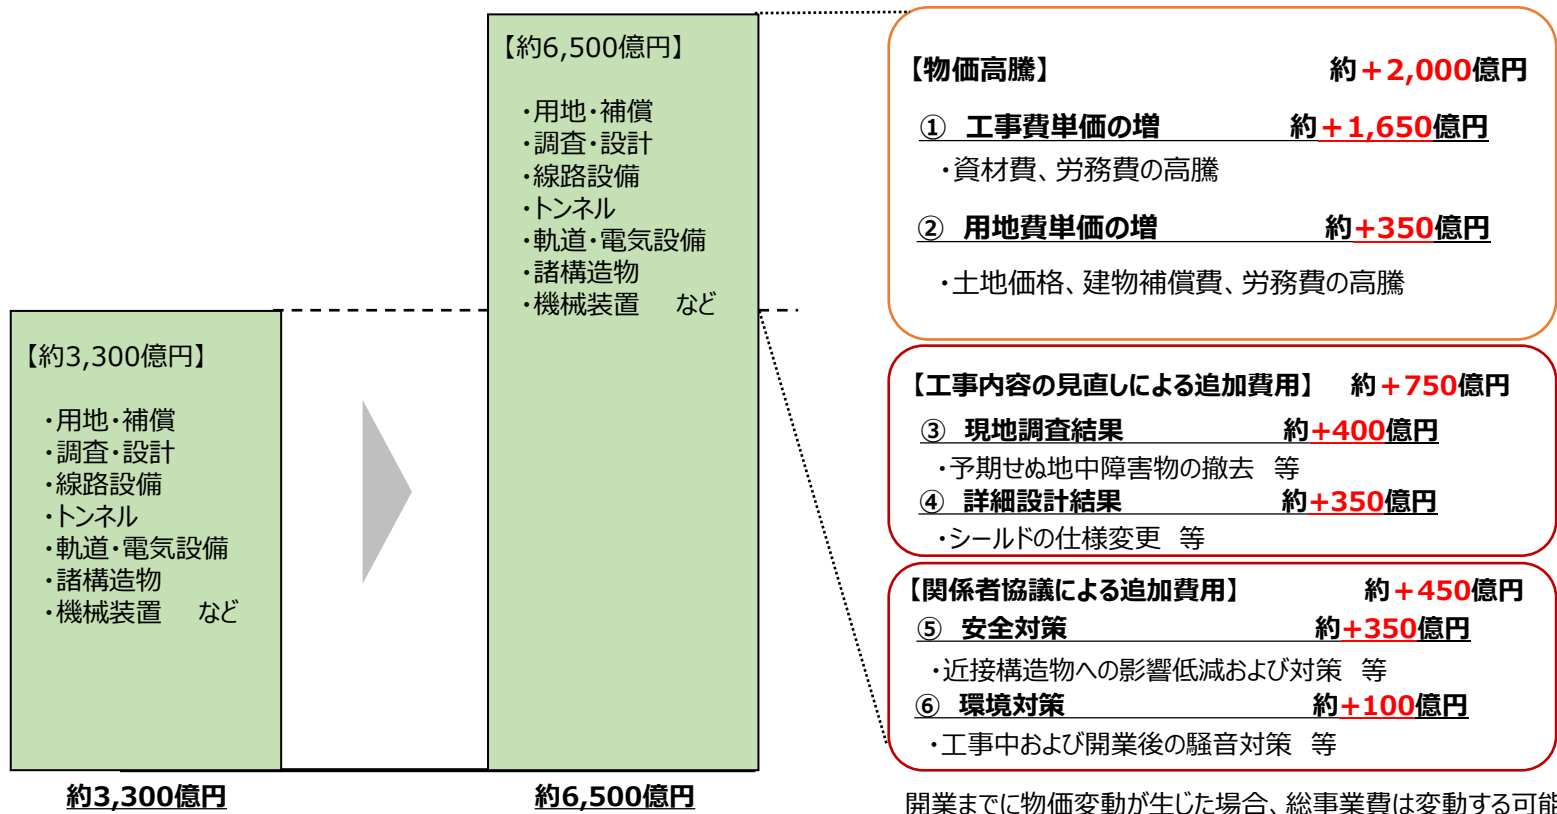 【約3,300億円】
・用地・補償
・調査・設計
・線路設備
・トンネル
・軌道・電気設備
・諸構造物
・機械装置　など
約3,300億円
【約6,500億円】
・用地・補償
・調査・設計
・線路設備
・トンネル
・軌道・電気設備
・諸構造物
・機械装置　など
約6,500億円
【物価高騰】　約＋2,000億円
①　工事費単価の増　約＋1,650億円
・資材費、労務費の高騰
②　用地費単価の増　約+350億円
・土地価格、建物補償費、労務費の高騰
【工事内容の見直しによる追加費用】　約＋750億円
③　現地調査結果　約+400億円
・予期せぬ地中障害物の撤去　等
④　詳細設計結果　約+350億円
・シールドの仕様変更　等
【関係者協議による追加費用】　約＋450億円
⑤　安全対策　約+350億円
・近接構造物への影響低減および対策　等
⑥　環境対策　約+100億円
・工事中および開業後の騒音対策　等
開業までに物価変動が生じた場合、総事業費は変動する可能